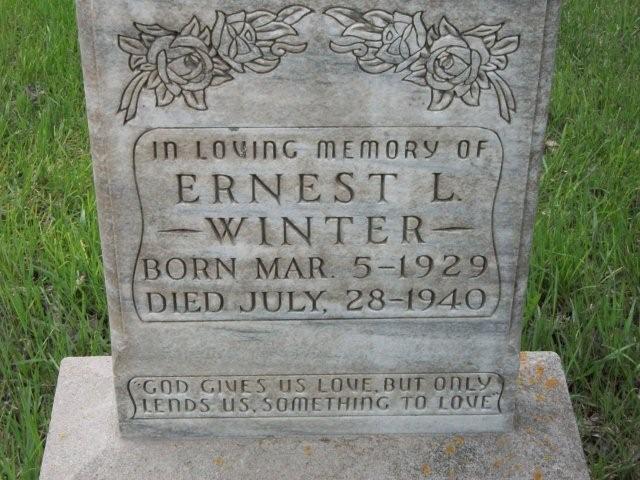 IN LOVING MEMORY OF
ERNEST L.
—WINTER—
BORN MAR. 5-1929
DIED JULY, 28-1940
"GOD GIVES US LOVE, BUT ONLY
LENDS US, SOMETHING TO LOVE"